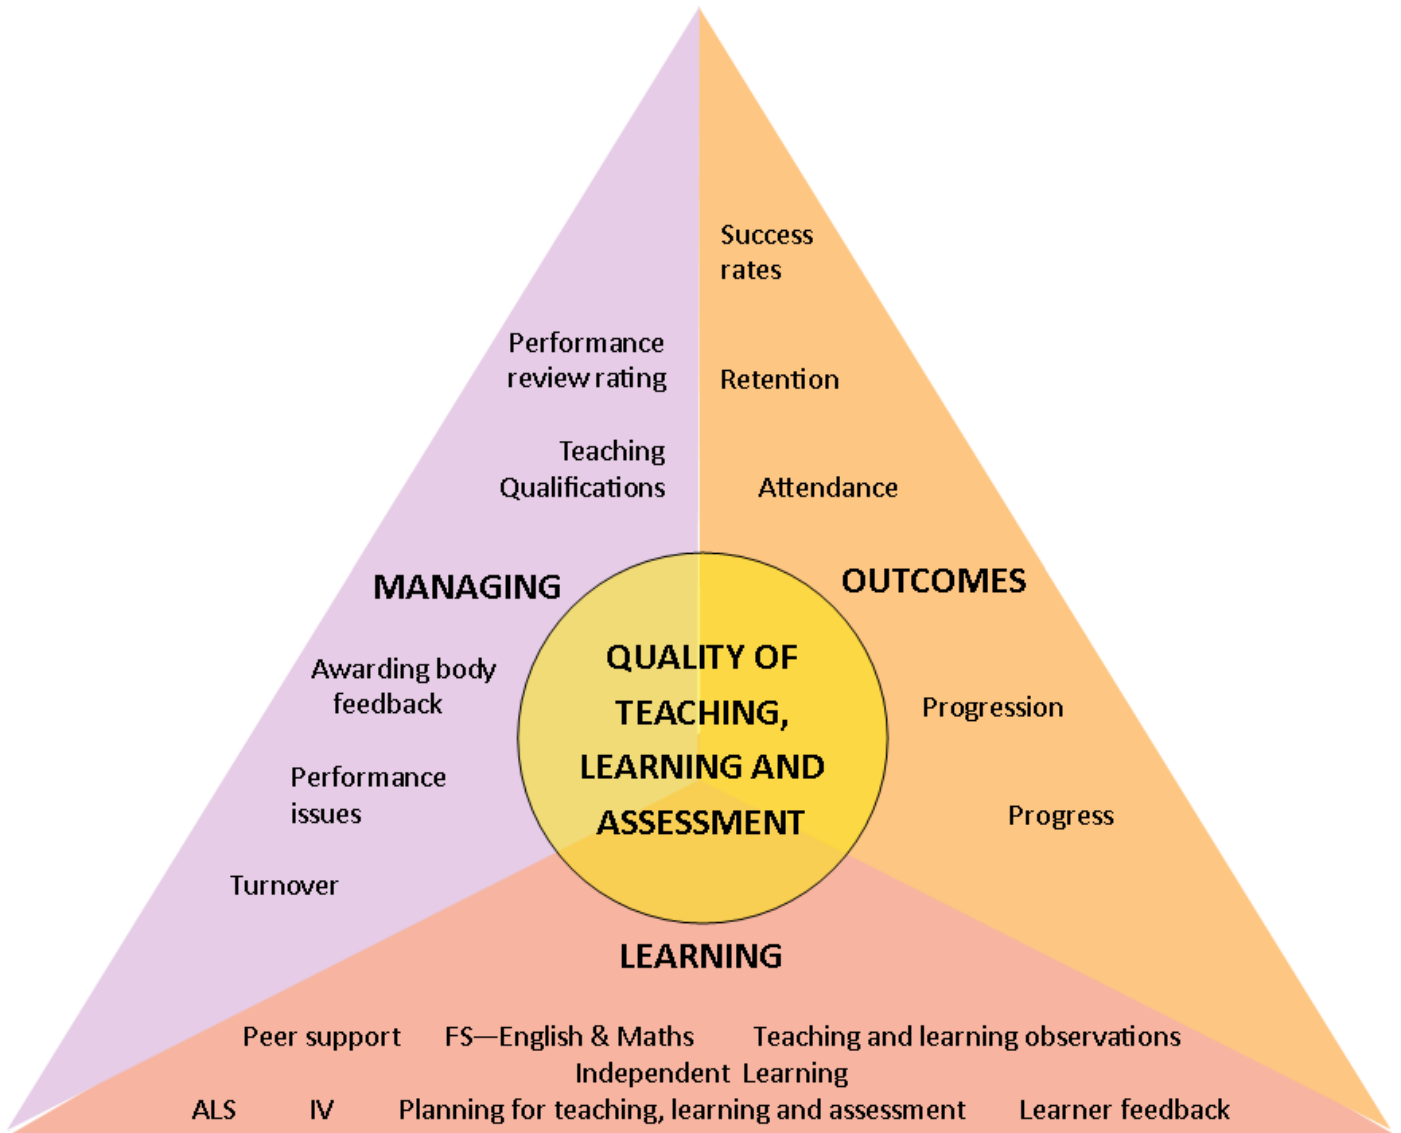 Success
rates
Performance
review rating
Retention
Teaching
Qualifications
Attendance
MANAGING
OUTCOMES
QUALITY OF
TEACHING,
LEARNING AND
ASSESSMENT
Awarding body
feedback
Progression
Performance
issues
Progress
Turnover
LEARNING
Peer support FS—English & Maths Teaching and learning observations
Independent Learning
ALS IV Planning for teaching, learning and assessment Learner feedback